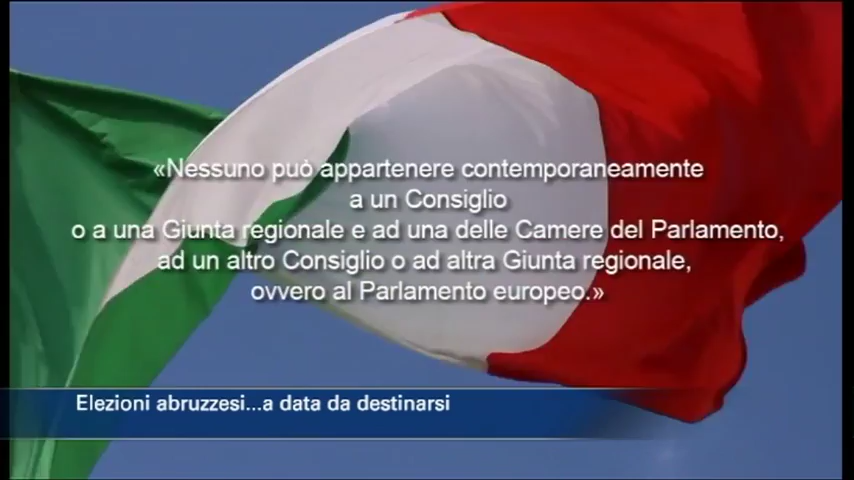 «Nessuno può appartenere contemporaneamente
a un Consiglio
o a una Giunta regionale e ad una delle Camere del Parlamento,
ad un altro Consiglio o ad altra Giunta regionale,
ovvero al Parlamento europeo.»
Elezioni abruzzesi...a data da destinarsi